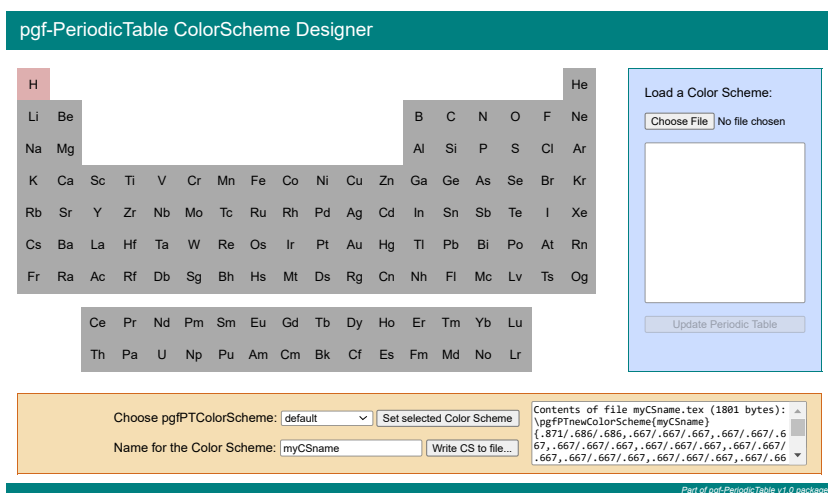 pgf-PeriodicTable ColorScheme Designer
H He
Li Be B C N O F Ne
Na Mg Al Si P S Cl Ar
K Ca Sc Ti V Cr Mn Fe Co Ni Cu Zn Ga Ge As Se Br Kr
Rb Sr Y Zr Nb Mo Tc Ru Rh Pd Ag Cd In Sn Sb Te I Xe
Cs Ba La Hf Ta W Re Os Ir Pt Au Hg Tl Pb Bi Po At Rn
Fr Ra Ac Rf Db Sg Bh Hs Mt Ds Rg Cn Nh Fl Mc Lv Ts Og
Ce Pr Nd Pm Sm Eu Gd Tb Dy Ho Er Tm Yb Lu
Th Pa U Np Pu Am Cm Bk Cf Es Fm Md No Lr
Load a Color Scheme:
Choose File No file chosen
Update Periodic Table
Choose pgfPTColorScheme: default Set selected Color Scheme
Name for the Color Scheme: myCSname Write CS to file...
Contents of file myCSname.tex (1801 bytes):
\pgfPTnewColorScheme{myCSname}
{.871/.686/.686,.667/.667/.667,.667/.667/.6
67,.667/.667/.667,.667/.667/.667,.667/.667/
.667,.667/.667/.667,.667/.667/.667,.667/.66
Part of pgf-PeriodicTable v1.0 package